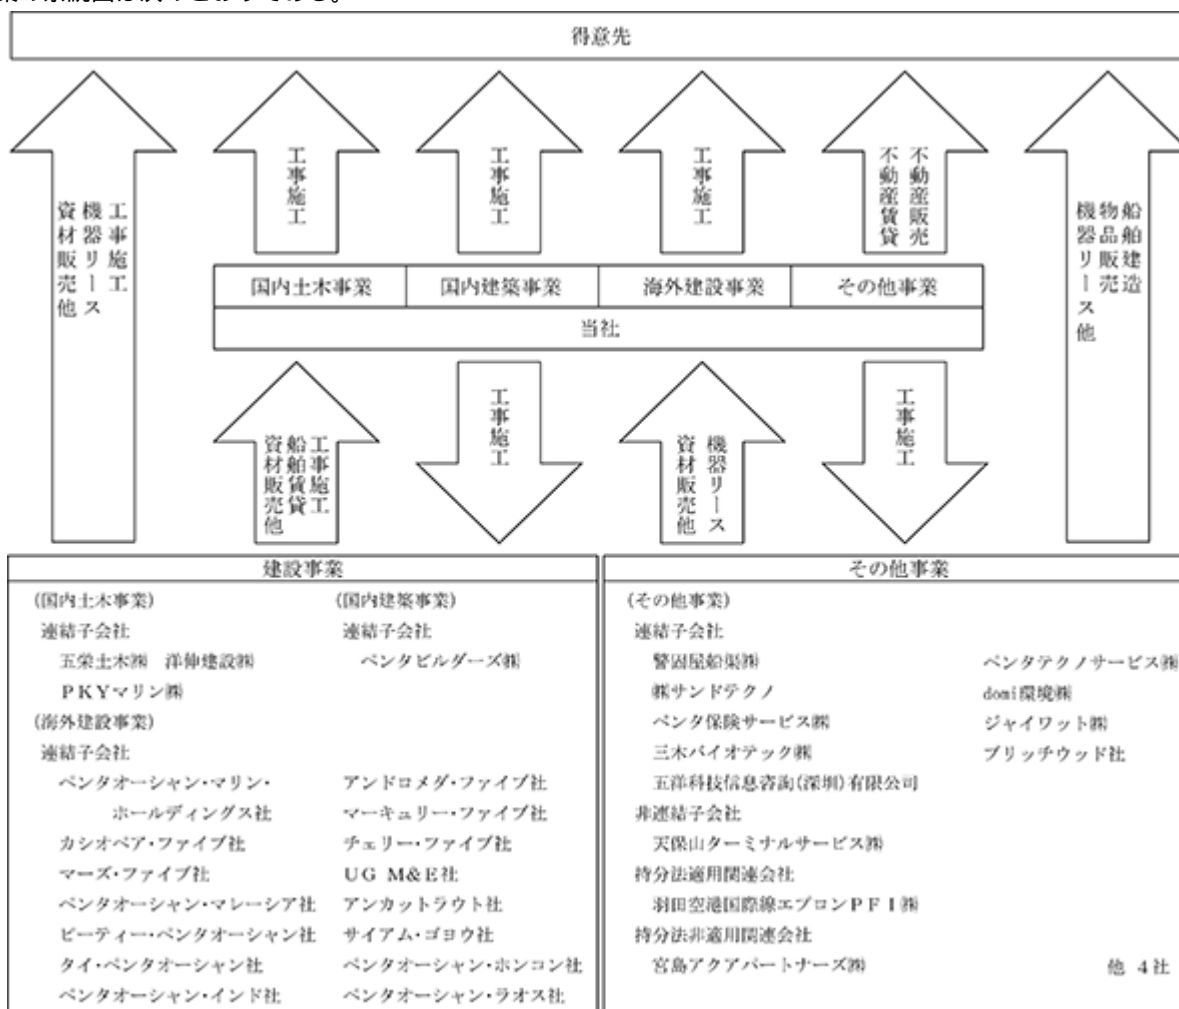 得意先
工事施工
機器リース
資材販売他
工事施工
工事施工
工事施工
不動産販売
不動産賃貸
船舶建造
物品販売
機器リース他
国内土木事業
国内建築事業
海外建設事業
その他事業
当社
工事施工
船舶賃貸
資材販売他
工事施工
機器リース
資材販売他
工事施工
建設事業
(国内土木事業)
連結子会社
五栄土木㈱ 洋伸建設㈱
PKYマリン㈱
(国内建築事業)
連結子会社
ペンタビルダーズ㈱
(海外建設事業)
連結子会社
ペンタオーシャン・マリン・
ホールディングス社
カシオペア・ファイブ社
マーズ・ファイブ社
ペンタオーシャン・マレーシア社
ピーティー・ペンタオーシャン社
タイ・ペンタオーシャン社
ペンタオーシャン・インド社
アンドロメダ・ファイブ社
マーキュリー・ファイブ社
チェリー・ファイブ社
UG M&E社
アンカットラウト社
サイアム・ゴヨウ社
ペンタオーシャン・ホンコン社
ペンタオーシャン・ラオス社
その他事業
(その他事業)
連結子会社
警固屋船渠㈱
㈱サンドテクノ
ペンタ保険サービス㈱
三木バイオテック㈱
五洋科技信息咨詢(深圳)有限公司
ペンタテクノサービス㈱
domi環境㈱
ジャイワット㈱
ブリッチウッド社
非連結子会社
天保山ターミナルサービス㈱
持分法適用関連会社
羽田空港国際線エプロンPFI㈱
持分法非適用関連会社
宮島アクアパートナーズ㈱
他 4社